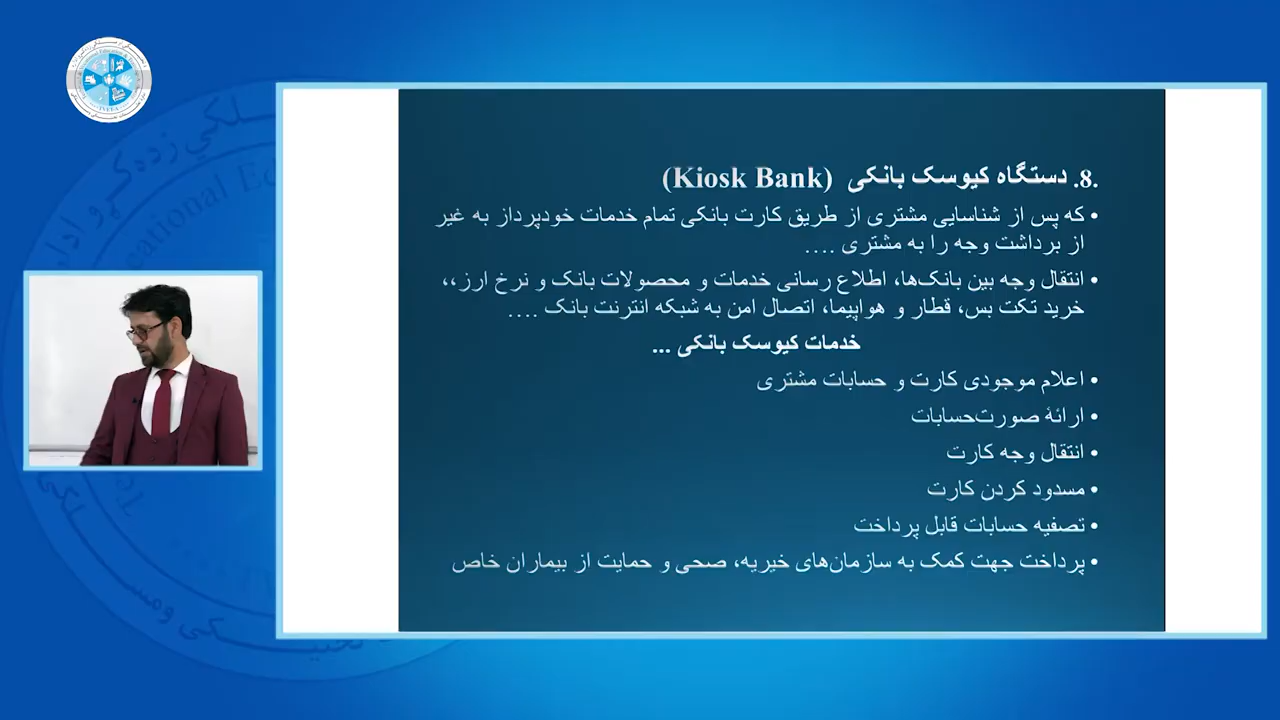 .8. دستگاه کیوسک بانکی (Kiosk Bank)
• که پس از شناسایی مشتری از طریق کارت بانکی تمام خدمات خودپرداز به غیر
از برداشت وجه را به مشتری ....
• انتقال وجه بین بانک‌ها، اطلاع رسانی خدمات و محصولات بانک و نرخ ارز،،
خرید تکت بس، قطار و هواپیما، اتصال امن به شبکه انترنت بانک ....
خدمات کیوسک بانکی ...
• اعلام موجودی کارت و حسابات مشتری
• ارائۀ صورت‌حسابات
• انتقال وجه کارت
• مسدود کردن کارت
• تصفیه حسابات قابل پرداخت
• پرداخت جهت کمک به سازمان‌های خیریه، صحی و حمایت از بیماران خاص